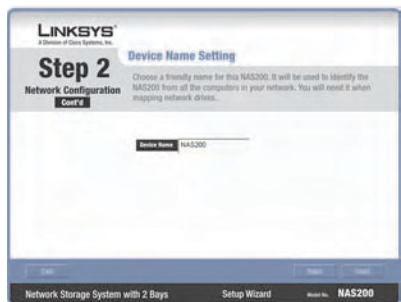 LINKSYS®
A Division of Cisco Systems, Inc.
Step 2
Network Configuration
Cont'd
Device Name Setting
Choose a friendly name for this NAS200. It will be used to identify the
NAS200 from all the computers in your network. You will need it when
mapping network drives.
Device Name NAS200
Exit
Back Next
Network Storage System with 2 Bays Setup Wizard Model No. NAS200